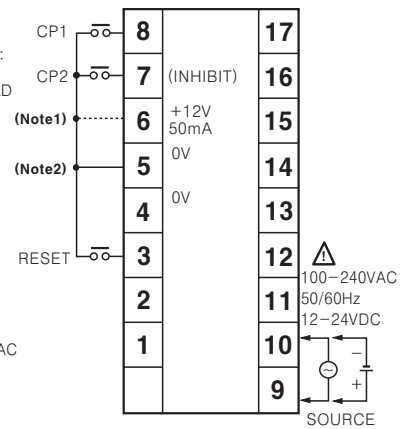 CP1
8
17
:
CP2
7
(INHIBIT)
16
D
(Note1)
6
+12V
50mA
15
(Note2)
5
0V
14
4
0V
13
RESET
3
12
100-240VAC
2
11
50/60Hz
12-24VDC
AC
1
10
~
−
+
9
SOURCE